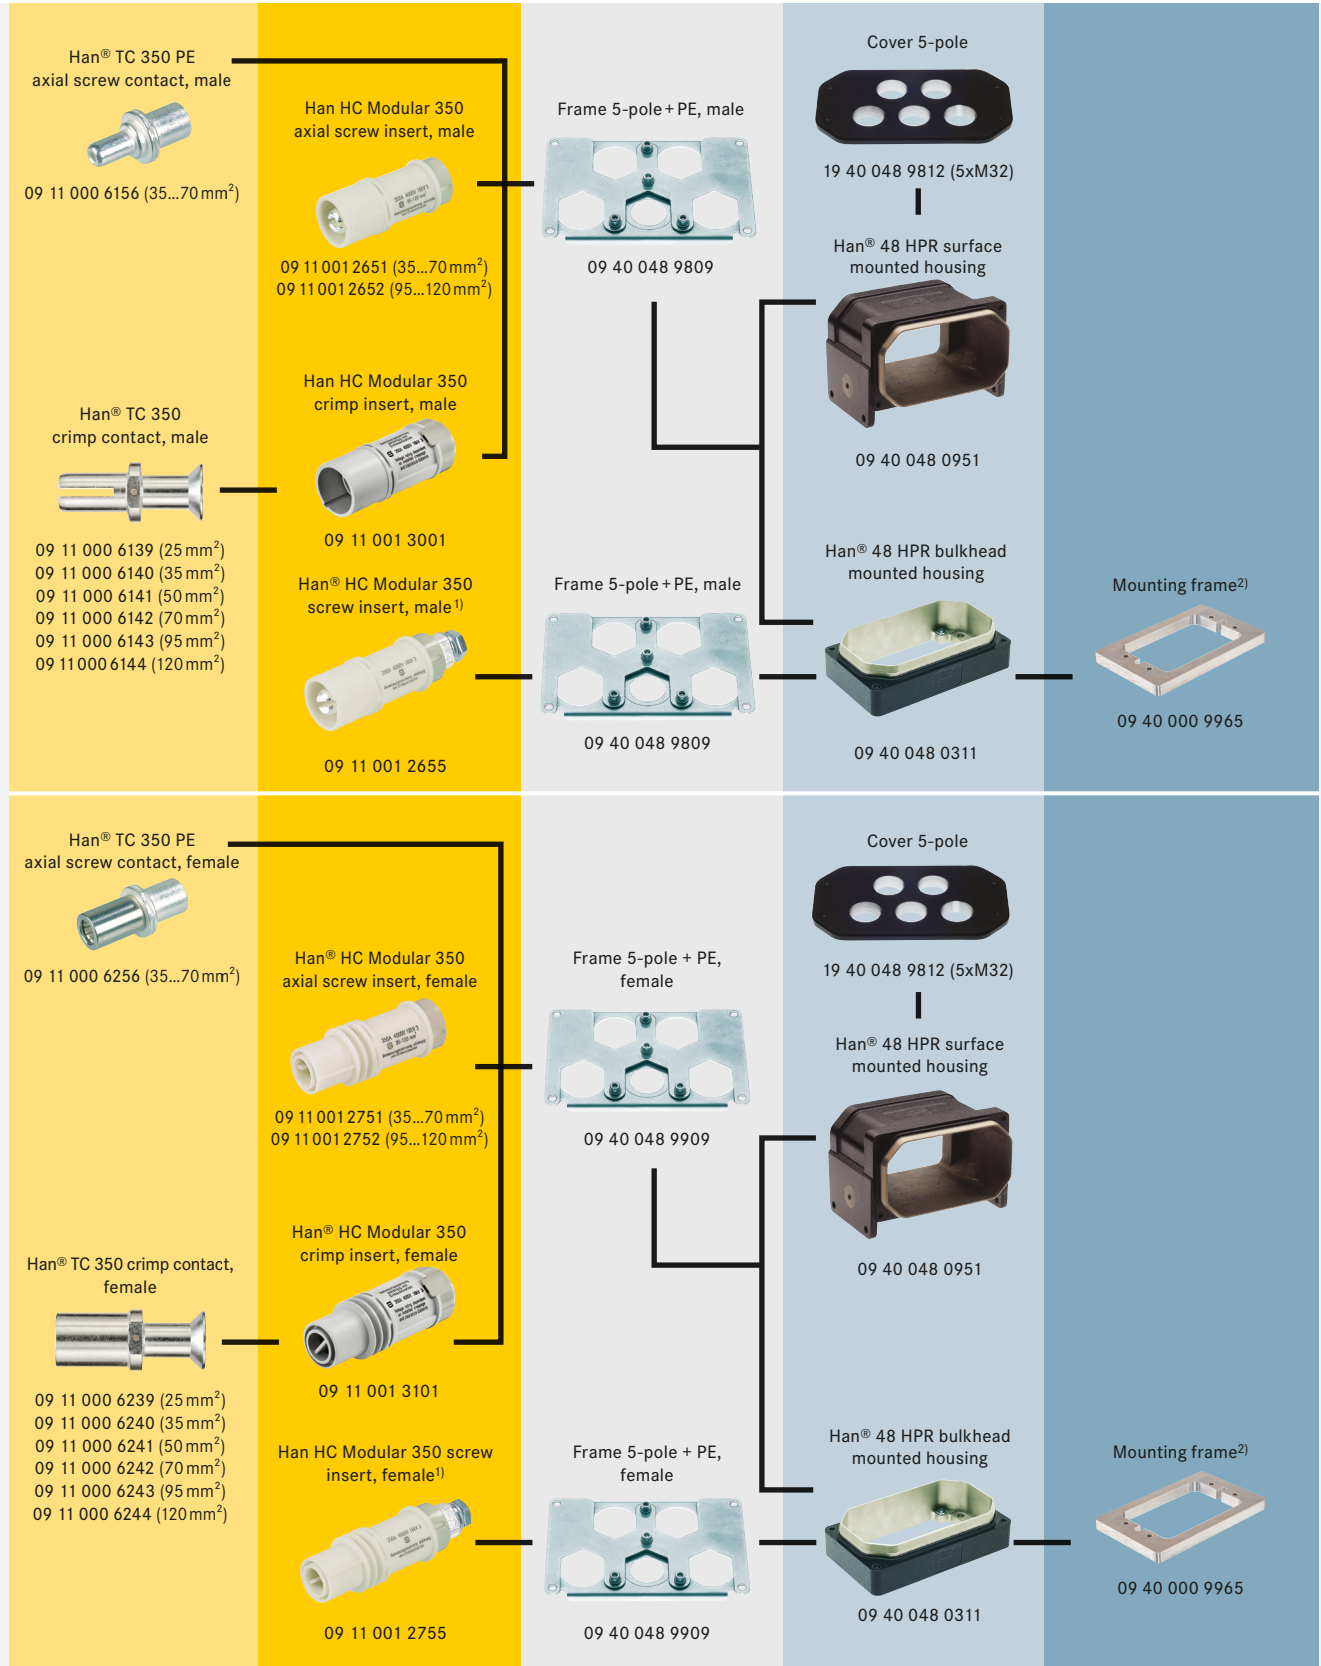 Han® TC 350 PE
axial screw contact, male
09 11 000 6156 (35...70 mm²)
Han® TC 350
crimp contact, male
09 11 000 6139 (25 mm²)
09 11 000 6140 (35 mm²)
09 11 000 6141 (50 mm²)
09 11 000 6142 (70 mm²)
09 11 000 6143 (95 mm²)
09 11 000 6144 (120 mm²)
Han HC Modular 350
axial screw insert, male
09 11 001 2651 (35...70 mm²)
09 11 001 2652 (95...120 mm²)
Han HC Modular 350
crimp insert, male
09 11 001 3001
Han® HC Modular 350
screw insert, male 1)
09 11 001 2655
Frame 5-pole + PE, male
09 40 048 9809
Frame 5-pole + PE, male
09 40 048 9809
Cover 5-pole
19 40 048 9812 (5xM32)
Han® 48 HPR surface
mounted housing
09 40 048 0951
Han® 48 HPR bulkhead
mounted housing
09 40 048 0311
Mounting frame2)
09 40 000 9965
Han® TC 350 PE
axial screw contact, female
09 11 000 6256 (35...70 mm²)
Han® TC 350 crimp contact,
female
09 11 000 6239 (25 mm²)
09 11 000 6240 (35 mm²)
09 11 000 6241 (50 mm²)
09 11 000 6242 (70 mm²)
09 11 000 6243 (95 mm²)
09 11 000 6244 (120 mm²)
Han® HC Modular 350
axial screw insert, female
09 11 001 2751 (35...70 mm²)
09 11 001 2752 (95...120 mm²)
Han® HC Modular 350
crimp insert, female
09 11 001 3101
Han HC Modular 350 screw
insert, female1)
09 11 001 2755
Frame 5-pole + PE,
female
09 40 048 9909
Frame 5-pole + PE,
female
09 40 048 9909
Cover 5-pole
19 40 048 9812 (5xM32)
Han® 48 HPR surface
mounted housing
09 40 048 0951
Han® 48 HPR bulkhead
mounted housing
09 40 048 0311
Mounting frame2)
09 40 000 9965